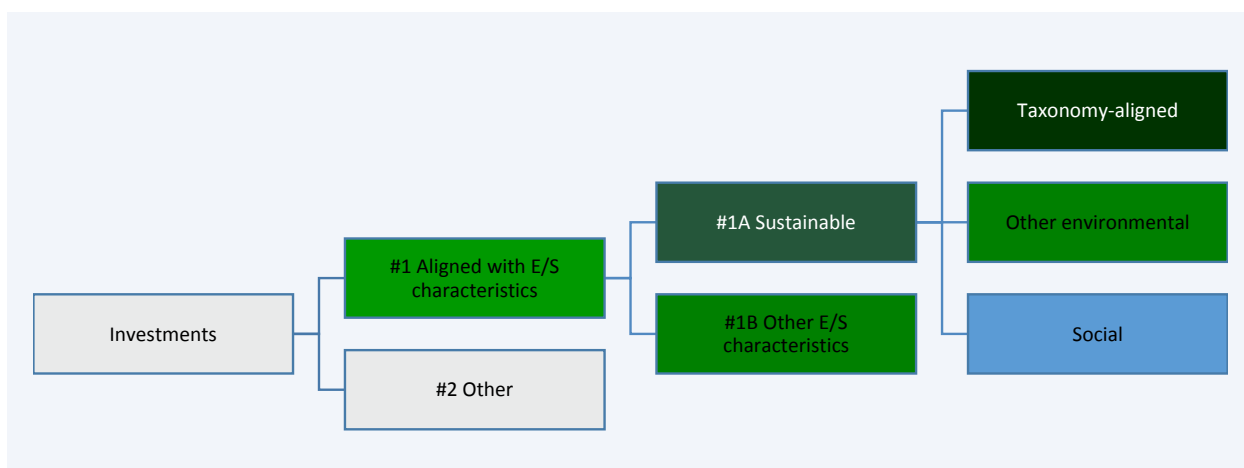 Taxonomy-aligned
#1A Sustainable
Other environmental
#1 Aligned with E/S
characteristics
#1B Other E/S
characteristics
Investments
Social
#2 Other